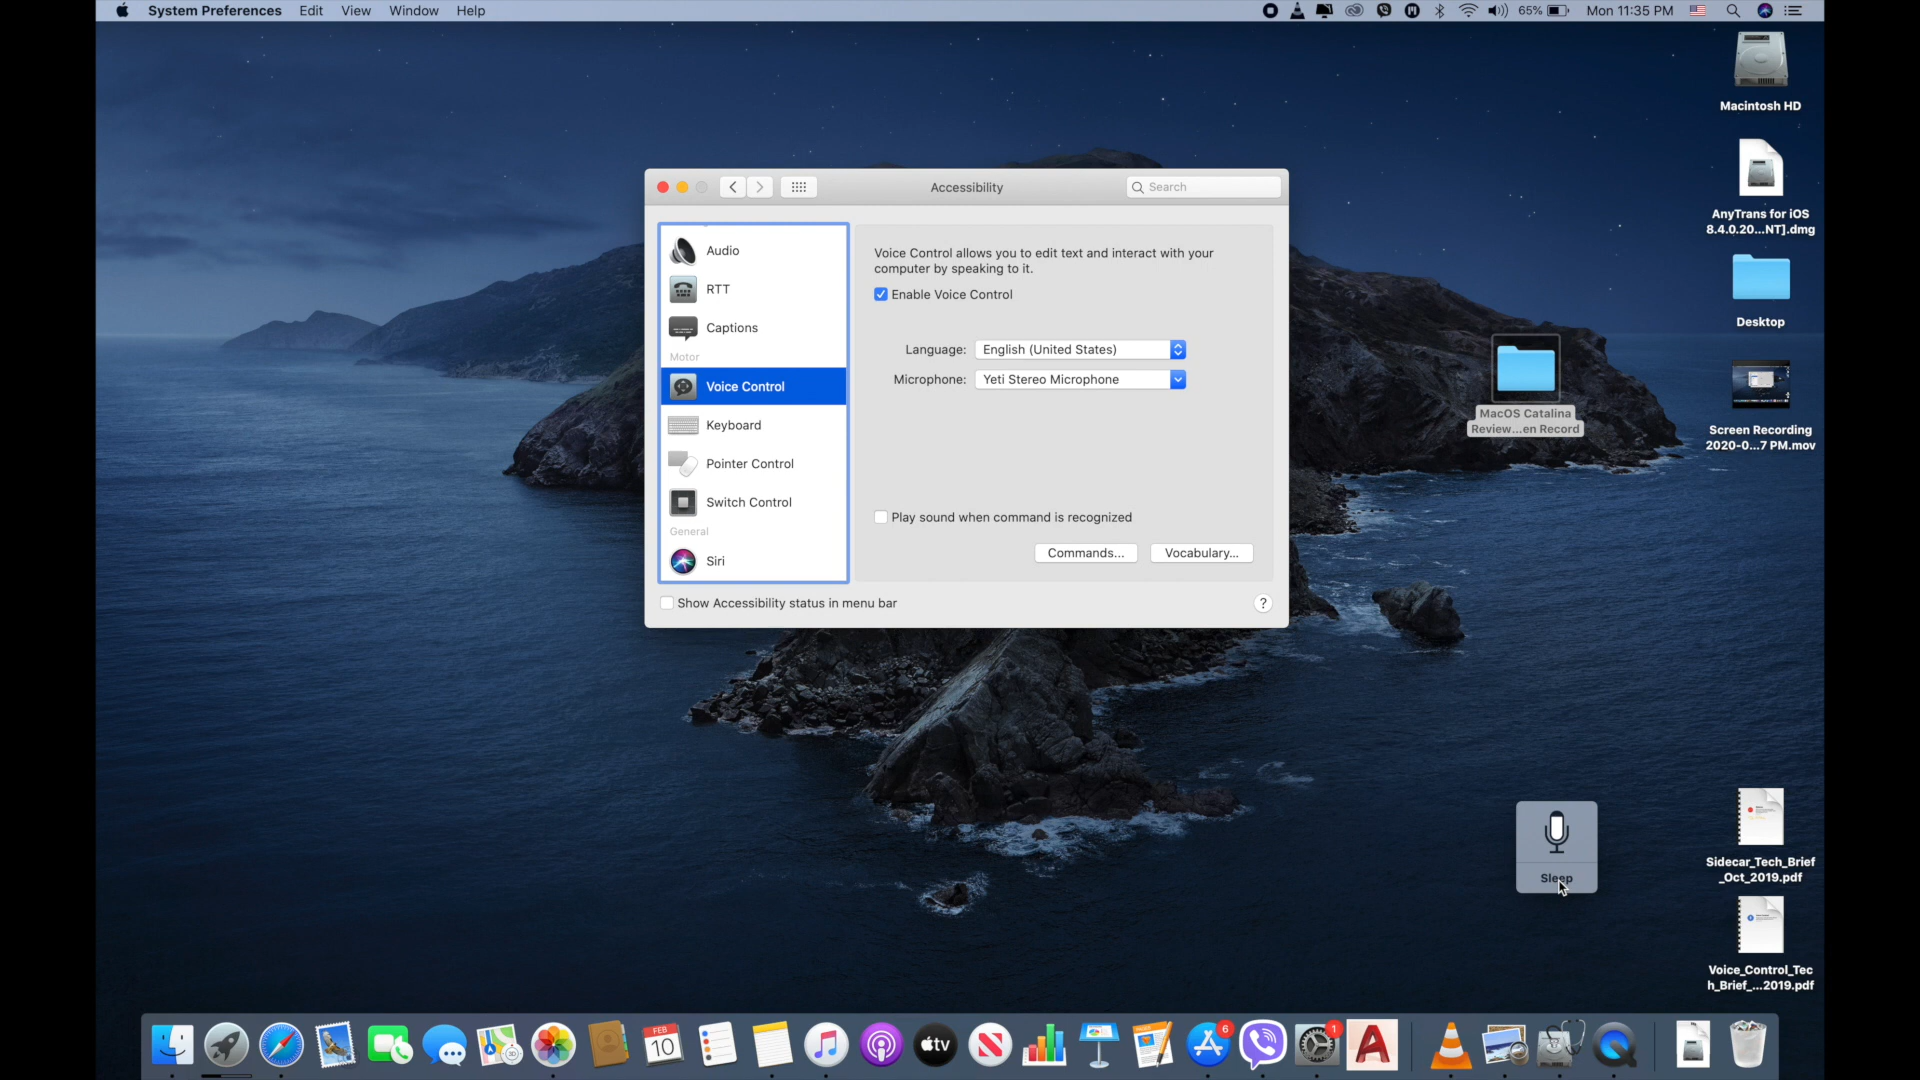 System Preferences Edit View Window Help
65% Mon 11:35 PM
Macintosh HD
AnyTrans for iOS
8.4.0.20...NT].dmg
Desktop
Screen Recording
2020-0...7 PM.mov
MacOS Catalina
Review...en Record
Accessibility
Search
Audio
RTT
Captions
Motor
Voice Control
Keyboard
Pointer Control
Switch Control
General
Siri
Voice Control allows you to edit text and interact with your
computer by speaking to it.
Enable Voice Control
Language: English (United States)
Microphone: Yeti Stereo Microphone
Play sound when command is recognized
Commands... Vocabulary...
Show Accessibility status in menu bar
?
Sleep
Sidecar_Tech_Brief
_Oct_2019.pdf
Voice_Control_Tec
h_Brief_...2019.pdf
FEB
10
3D
tv
6
1